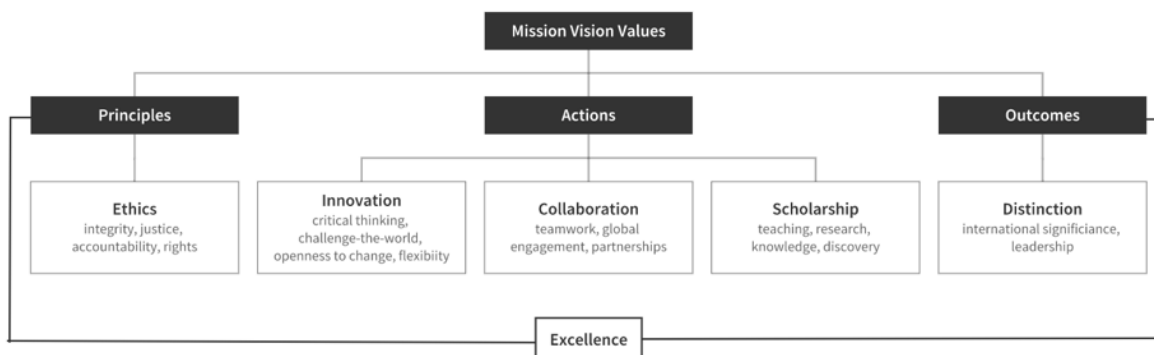 Mission Vision Values
Principles
Actions
Outcomes
Ethics
integrity, justice,
accountability, rights
Innovation
critical thinking,
challenge-the-world,
openness to change, flexibiity
Collaboration
teamwork, global
engagement, partnerships
Scholarship
teaching, research,
knowledge, discovery
Distinction
international significiance,
leadership
Excellence